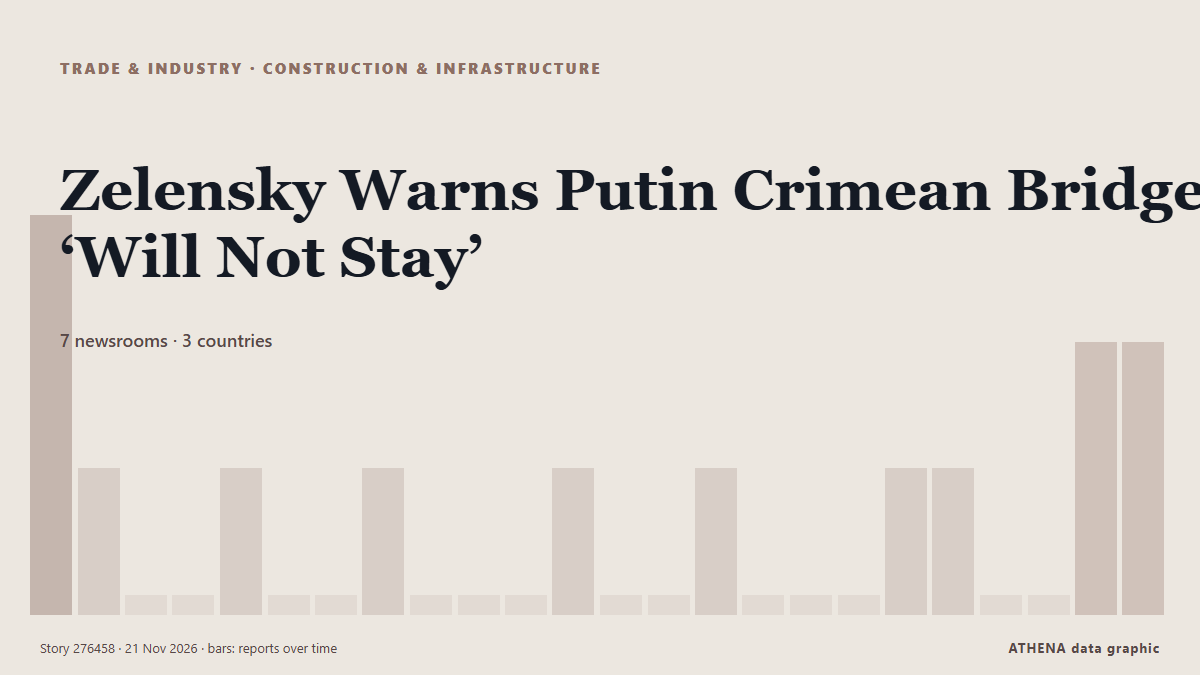 TRADE & INDUSTRY · CONSTRUCTION & INFRASTRUCTURE
Zelensky Warns Putin Crimean Bridge
‘Will Not Stay’
7 newsrooms · 3 countries
Story 276458 · 21 Nov 2026 · bars: reports over time
ATHENA data graphic